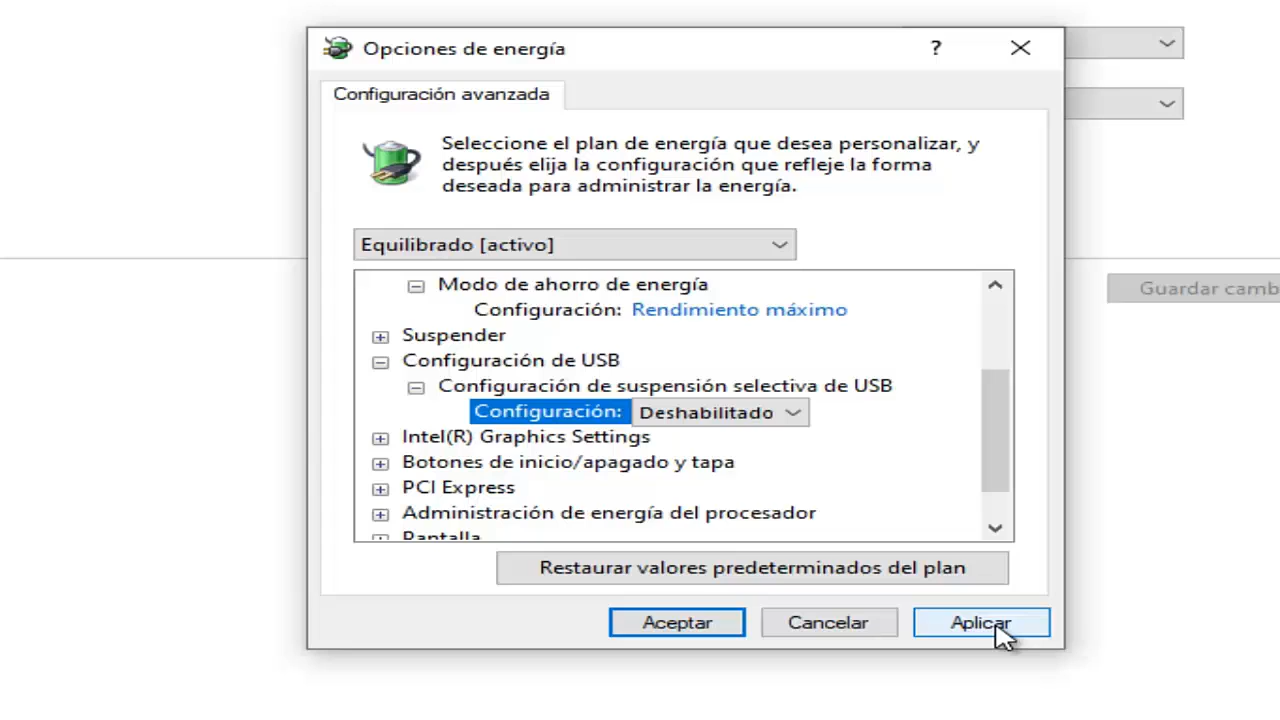 Opciones de energía
?
Configuración avanzada
Seleccione el plan de energía que desea personalizar, y
después elija la configuración que refleje la forma
deseada para administrar la energía.
Equilibrado [activo]
Modo de ahorro de energía
Configuración: Rendimiento máximo
Suspender
Configuración de USB
Configuración de suspensión selectiva de USB
Configuración: Deshabilitado
Intel(R) Graphics Settings
Botones de inicio/apagado y tapa
PCI Express
Administración de energía del procesador
Pantalla
Restaurar valores predeterminados del plan
Aceptar
Cancelar
Aplicar
Guardar camb